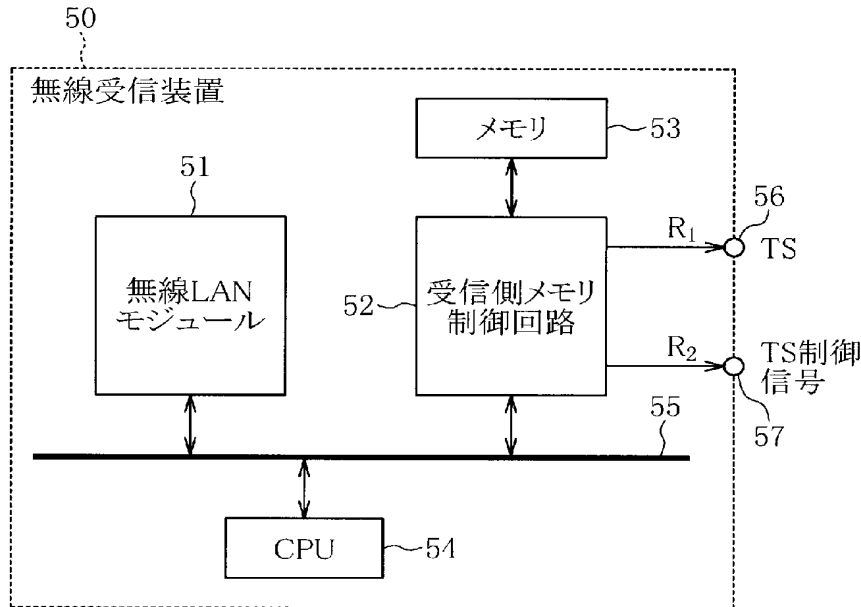 50
無線受信装置
メモリ
53
51
無線LAN
モジュール
52
受信側メモリ
制御回路
R1
56
TS
R2
TS制御
信号
57
55
CPU
54